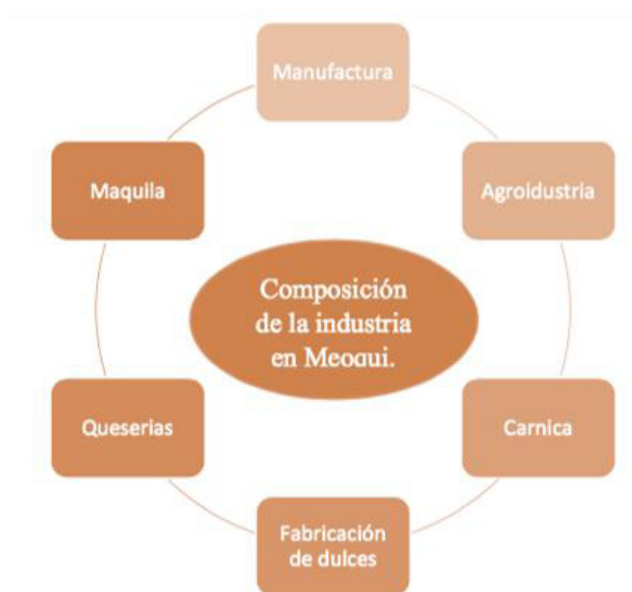 Manufactura
Maquila
Agroidustria
Composición
de la industria
en Meoqui.
Queserias
Carnica
Fabricación
de dulces